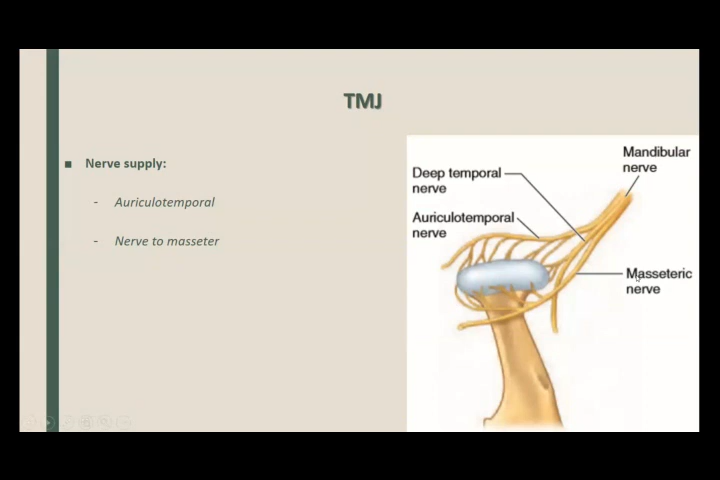 TMJ
■ Nerve supply:
- Auriculotemporal
- Nerve to masseter
Mandibular
nerve
Deep temporal
nerve
Auriculotemporal
nerve
Masseteric
nerve